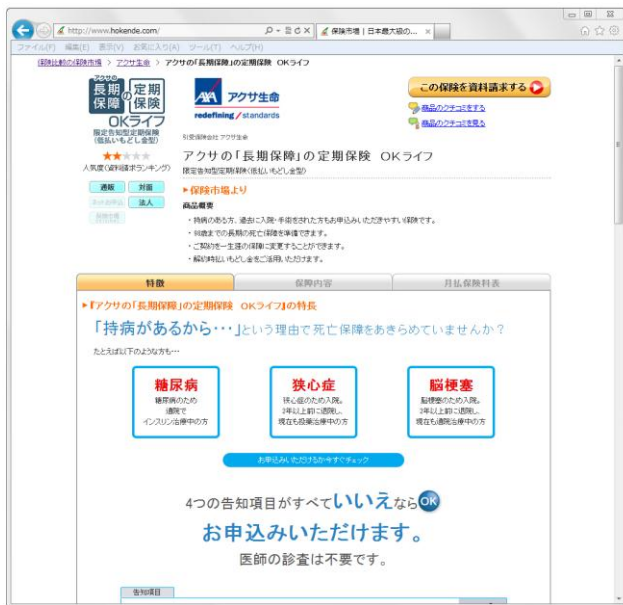 http://www.hokende.com/
保険市場 | 日本最大級の...
ファイル(F) 編集(E) 表示(V) お気に入り(A) ツール(T) ヘルプ(H)
保険比較の保険市場 > アクサ生命 > アクサの「長期保障」の定期保険 OKライフ
アクサの
長期保障の定期保険
OKライフ
限定告知型定期保険
(低払いもどし金型)
人気度(資料請求ランキング)
通販 対面
法人
AXA アクサ生命
redefining / standards
この保険を資料請求する
商品のクチコミをする
商品のクチコミを見る
引受保険会社 アクサ生命
アクサの「長期保障」の定期保険 OKライフ
限定告知型定期保険(低払いもどし金型)
保険市場より
商品概要
・持病のある方、過去に入院・手術をされた方もお申込みいただきやすい保険です。
・98歳までの長期の死亡保障を準備できます。
・ご契約を一生涯の保障に変更することができます。
・解約時払いもどし金をご活用いただけます。
特徴 保障内容 月払保険料表
『アクサの「長期保障」の定期保険 OKライフ』の特長
「持病があるから・・・」という理由で死亡保障をあきらめていませんか?
たとえば以下のような方も…
糖尿病
糖尿病のため
通院で
インスリン治療中の方
狭心症
狭心症のため入院。
2年以上前に退院し、
現在も投薬治療中の方
脳梗塞
脳梗塞のため入院。
2年以上前に退院し、
現在も通院治療中の方
お申込みいただけるか今すぐチェック
4つの告知項目がすべていいえならOK
お申込みいただけます。
医師の診査は不要です。
告知項目